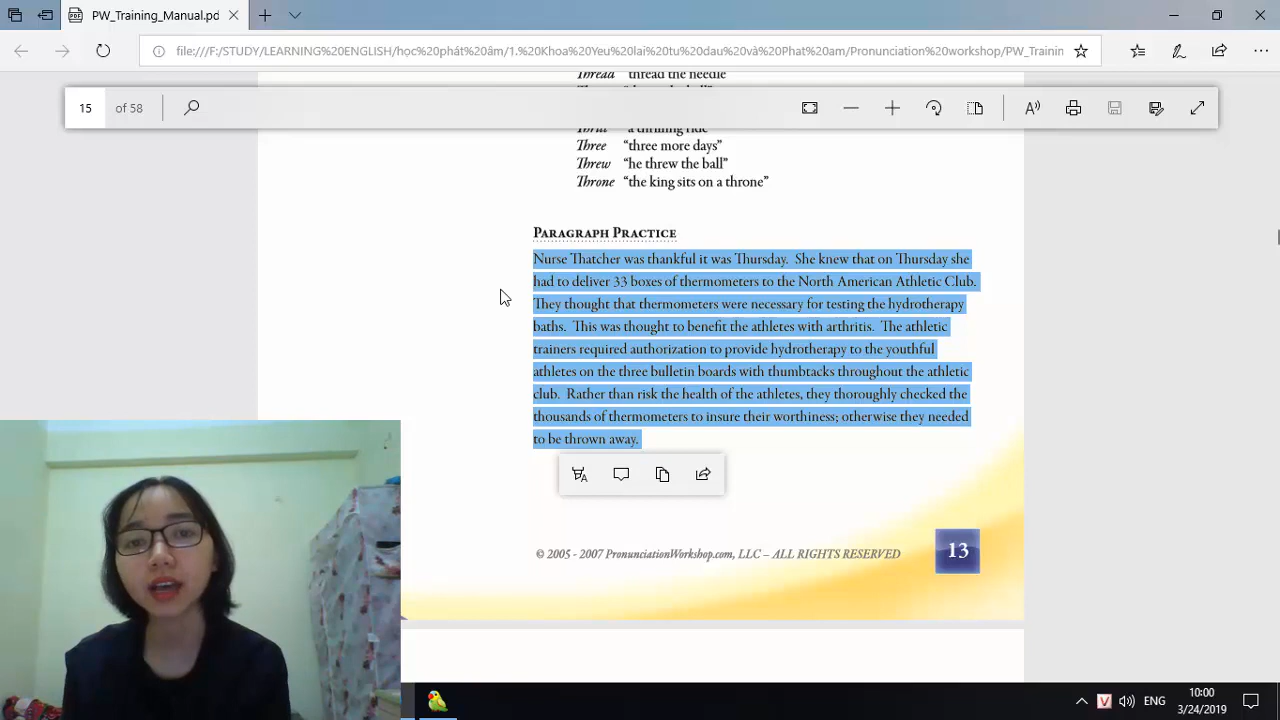 PW_Training_Manual.pd
file:///F:/STUDY/LEARNING%20ENGLISH/học%20phát%20âm/1.%20Khoa%20Yeu%20lai%20tu%20dau%20và%20Phat%20am/Pronunciation%20workshop/PW_Trainin
Thread "thread the needle
15 of 58
Thrill "a thrilling ride"
Three "three more days"
Threw "he threw the ball"
Throne "the king sits on a throne"
Paragraph Practice
Nurse Thatcher was thankful it was Thursday. She knew that on Thursday she
had to deliver 33 boxes of thermometers to the North American Athletic Club.
They thought that thermometers were necessary for testing the hydrotherapy
baths. This was thought to benefit the athletes with arthritis. The athletic
trainers required authorization to provide hydrotherapy to the youthful
athletes on the three bulletin boards with thumbtacks throughout the athletic
club. Rather than risk the health of the athletes, they thoroughly checked the
thousands of thermometers to insure their worthiness; otherwise they needed
to be thrown away.
© 2005 - 2007 PronunciationWorkshop.com, LLC – ALL RIGHTS RESERVED
13
V ENG
10:00
3/24/2019